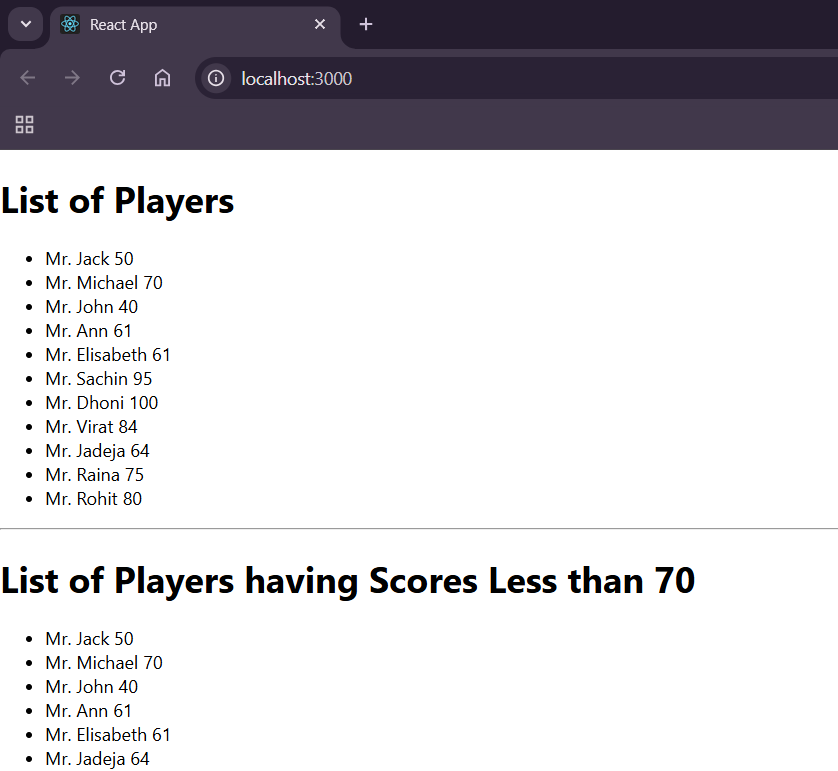 React App
localhost:3000
List of Players
Mr. Jack 50
Mr. Michael 70
Mr. John 40
Mr. Ann 61
Mr. Elisabeth 61
Mr. Sachin 95
Mr. Dhoni 100
Mr. Virat 84
Mr. Jadeja 64
Mr. Raina 75
Mr. Rohit 80
List of Players having Scores Less than 70
Mr. Jack 50
Mr. Michael 70
Mr. John 40
Mr. Ann 61
Mr. Elisabeth 61
Mr. Jadeja 64